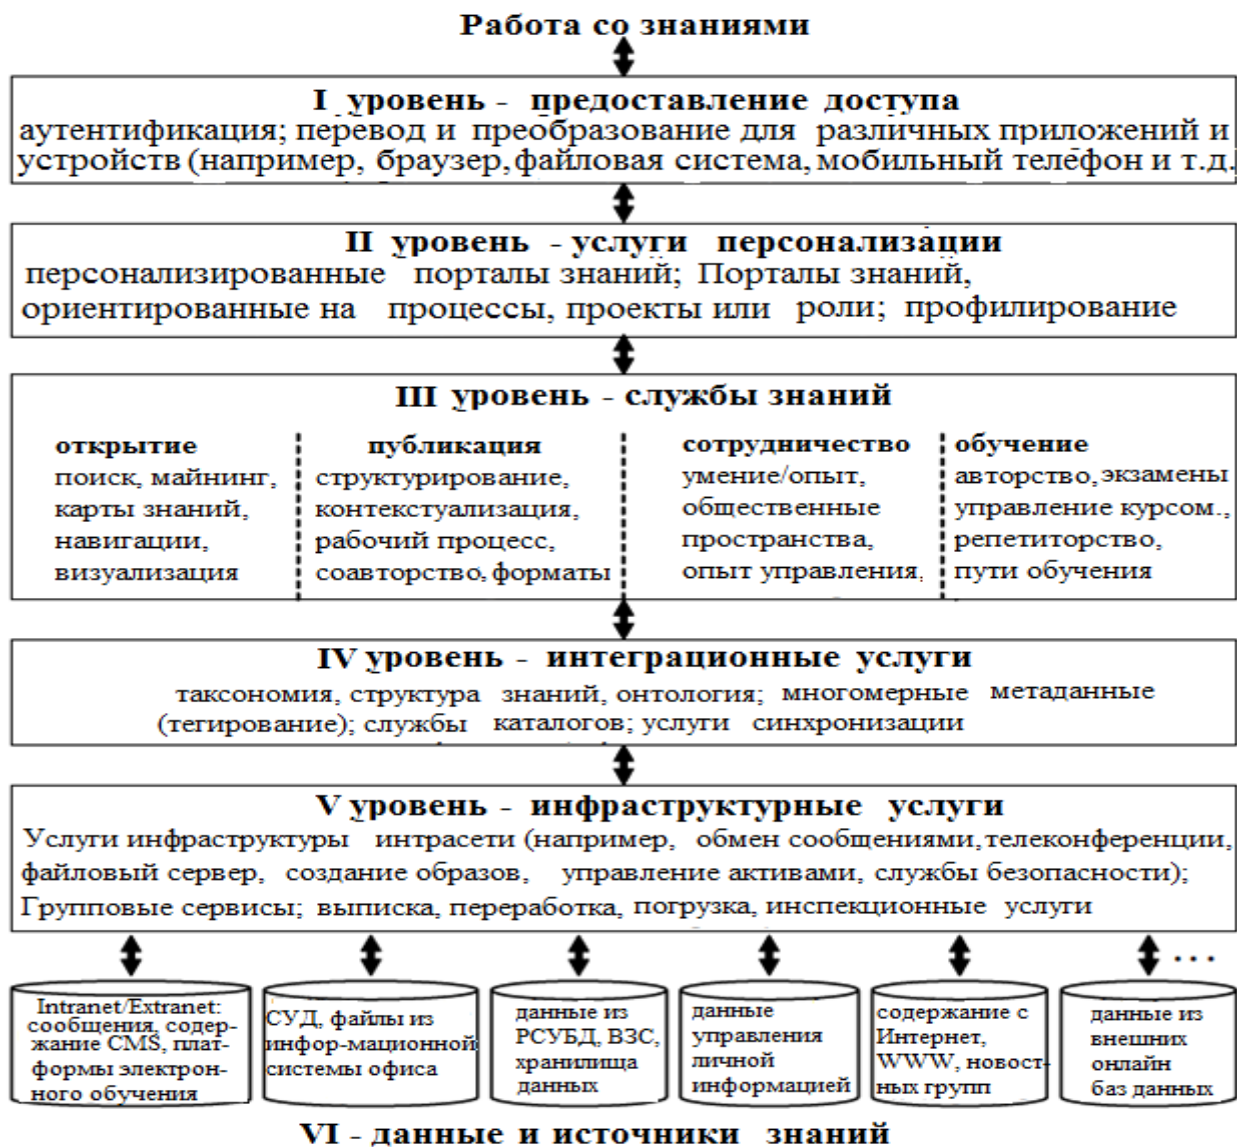 Работа со знаниями
I уровень - предоставление доступа
аутентификация; перевод и преобразование для различных приложений и
устройств (например, браузер, файловая система, мобильный телефон и т.д.
II уровень - услуги персонализации
персонализированные порталы знаний; Порталы знаний,
ориентированные на процессы, проекты или роли; профилирование
III уровень - службы знаний
открытие
поиск, майнинг,
карты знаний,
навигации,
визуализация
публикация
структурирование,
контекстуализация,
рабочий процесс,
соавторство, форматы
сотрудничество
умение/опыт,
общественные
пространства,
опыт управления,
обучение
авторство, экзамены
управление курсом.,
репетиторство,
пути обучения
IV уровень - интеграционные услуги
таксономия, структура знаний, онтология; многомерные метаданные
(тегирование); службы каталогов; услуги синхронизации
V уровень - инфраструктурные услуги
Услуги инфраструктуры интрасети (например, обмен сообщениями, телеконференции,
файловый сервер, создание образов, управление активами, службы безопасности);
Групповые сервисы; выписка, переработка, погрузка, инспекционные услуги
...
Intranet/Extranet:
сообщения, содер-
жание CMS, плат-
формы электрон-
ного обучения
СУД, файлы из
инфор-мационной
системы офиса
данные из
РСУБД, ВЗС,
хранилища
данных
данные
управления
личной
информацией
содержание с
Интернет,
WWW, новост-
ных групп
данные из
внешних
онлайн
баз данных
VI - данные и источники знаний